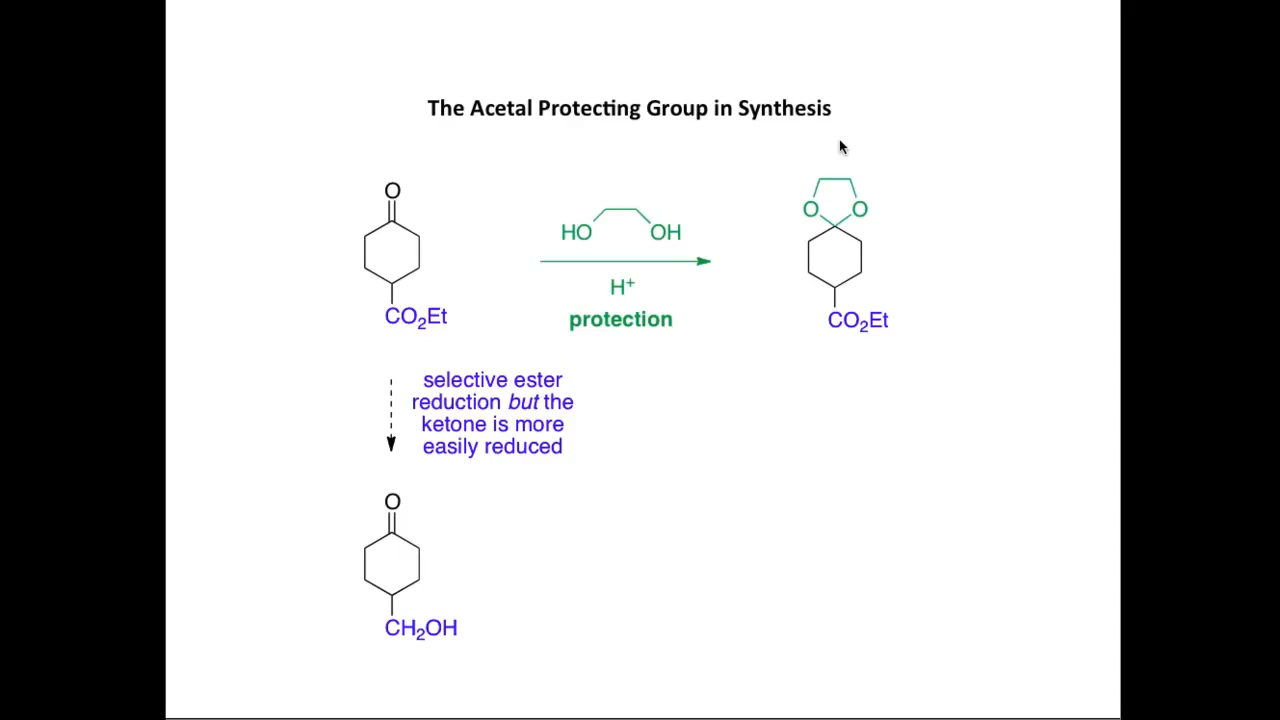 The Acetal Protecting Group in Synthesis
O
HO OH
H⁺
protection
CO₂Et
O O
CO₂Et
selective ester
reduction but the
ketone is more
easily reduced
O
CH₂OH